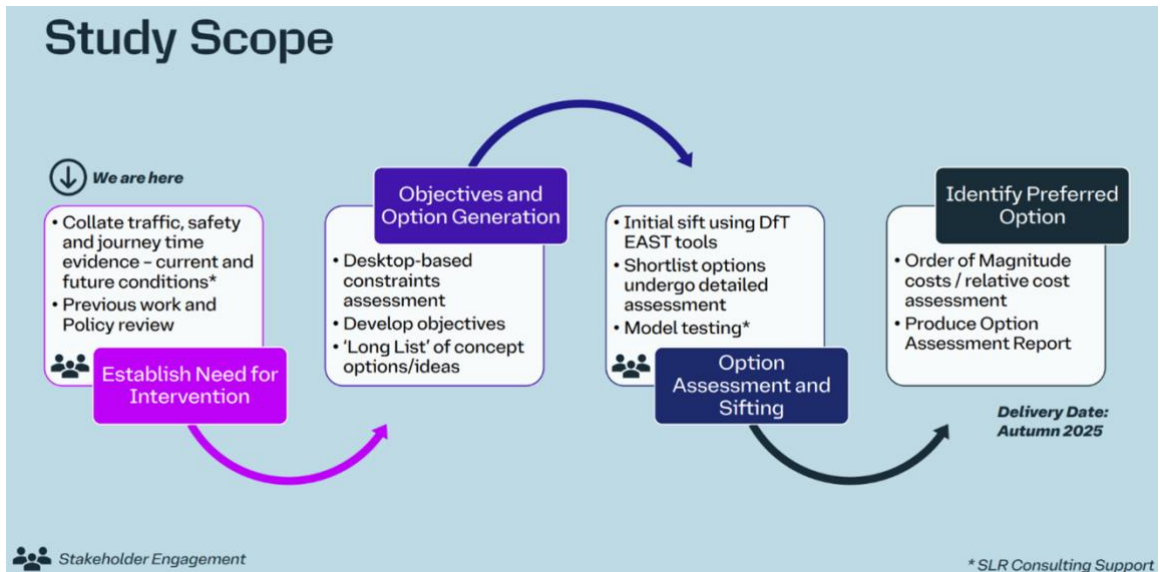 Study Scope
We are here
• Collate traffic, safety
and journey time
evidence – current and
future conditions*
• Previous work and
Policy review
Establish Need for
Intervention
Objectives and
Option Generation
• Desktop-based
constraints
assessment
• Develop objectives
• ‘Long List’ of concept
options/ideas
• Initial sift using DfT
EAST tools
• Shortlist options
undergo detailed
assessment
• Model testing*
Option
Assessment and
Sifting
Identify Preferred
Option
• Order of Magnitude
costs / relative cost
assessment
• Produce Option
Assessment Report
Delivery Date:
Autumn 2025
Stakeholder Engagement
* SLR Consulting Support